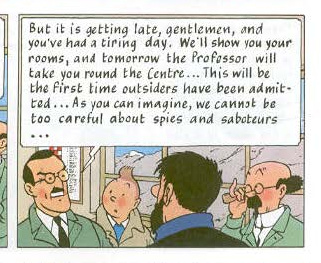 But it is getting late, gentlemen, and
you've had a tiring day. We'll show you your
rooms, and tomorrow the Professor will
take you round the Centre... This will be
the first time outsiders have been admit-
ted... As you can imagine, we cannot be
too careful about spies and saboteurs
...